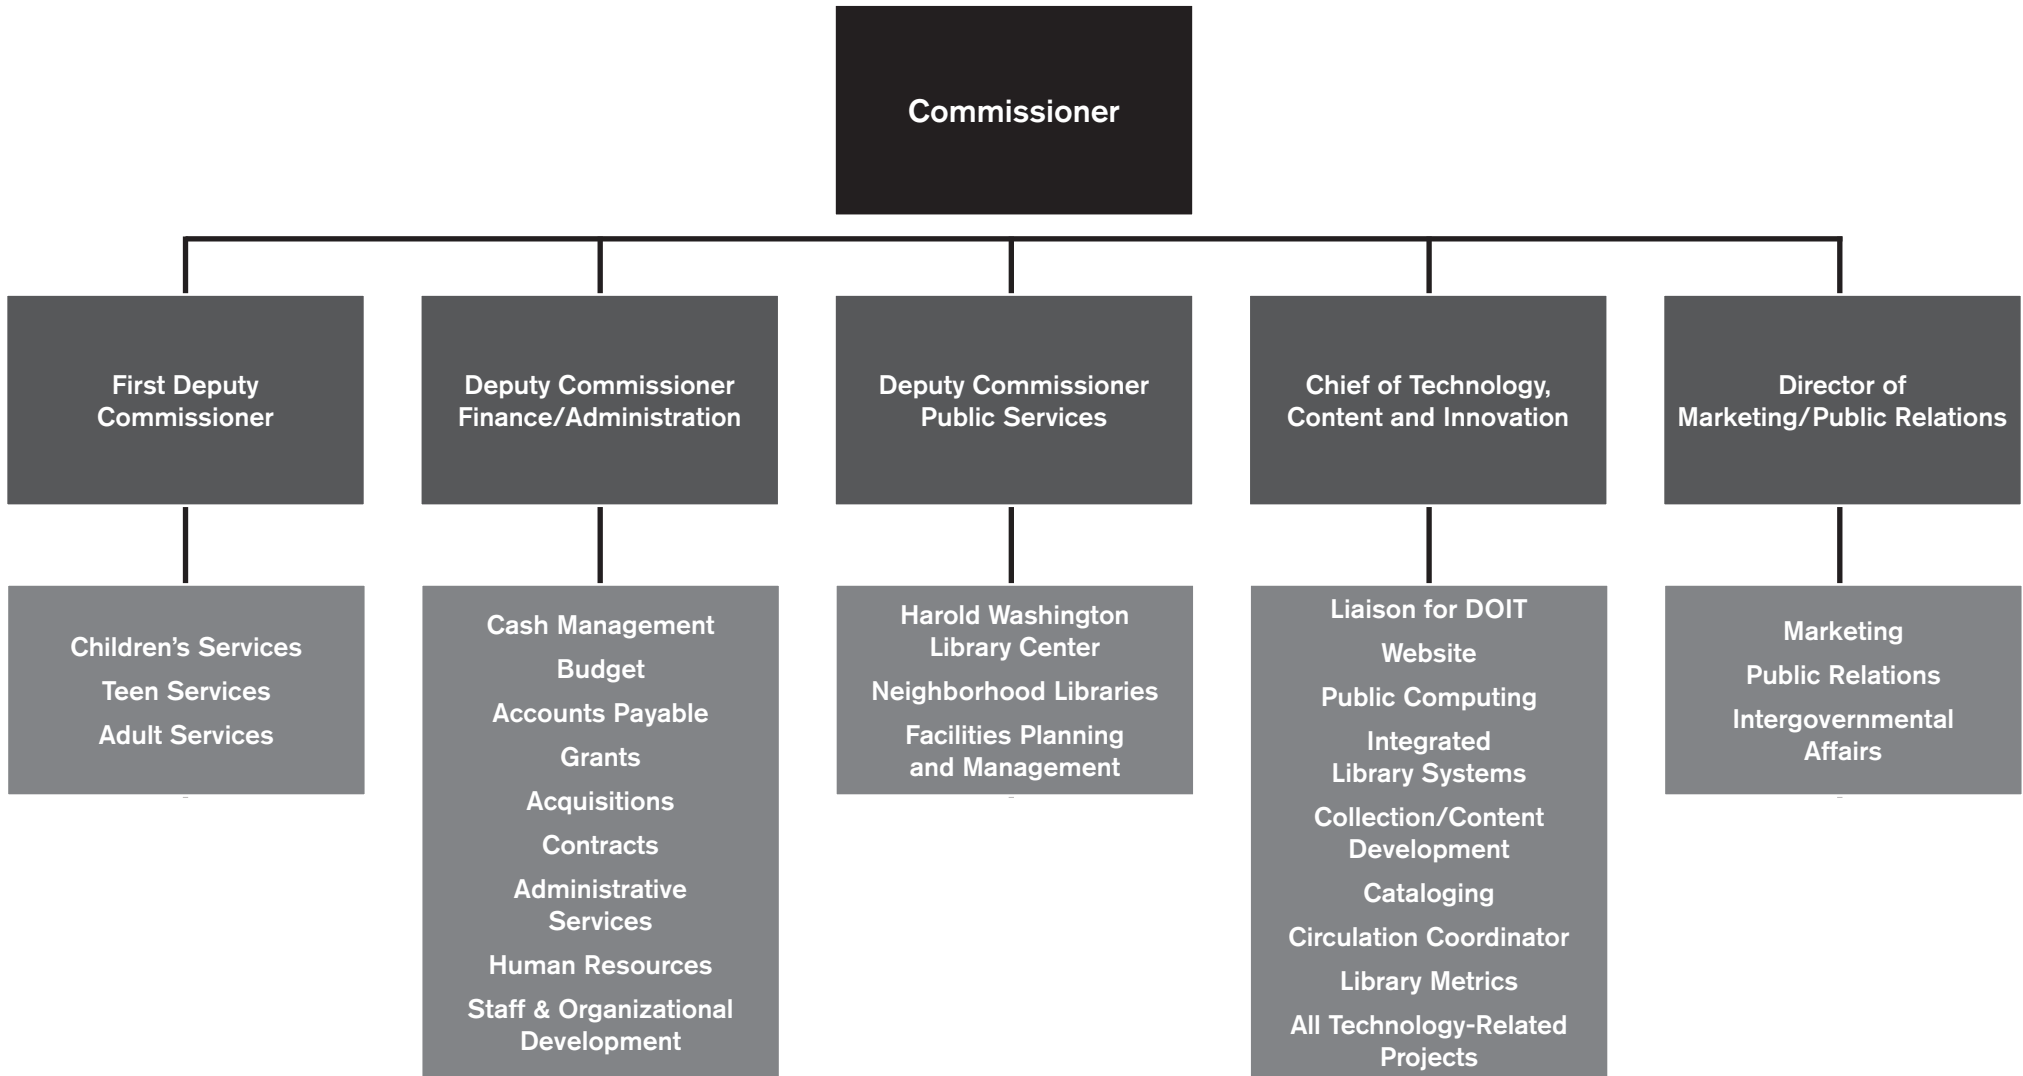 Commissioner
First Deputy
Commissioner
Deputy Commissioner
Finance/Administration
Deputy Commissioner
Public Services
Chief of Technology,
Content and Innovation
Director of
Marketing/Public Relations
Children’s Services
Teen Services
Adult Services
Cash Management
Budget
Accounts Payable
Grants
Acquisitions
Contracts
Administrative
Services
Human Resources
Staff & Organizational
Development
Harold Washington
Library Center
Neighborhood Libraries
Facilities Planning
and Management
Liaison for DOIT
Website
Public Computing
Integrated
Library Systems
Collection/Content
Development
Cataloging
Circulation Coordinator
Library Metrics
All Technology-Related
Projects
Marketing
Public Relations
Intergovernmental
Affairs